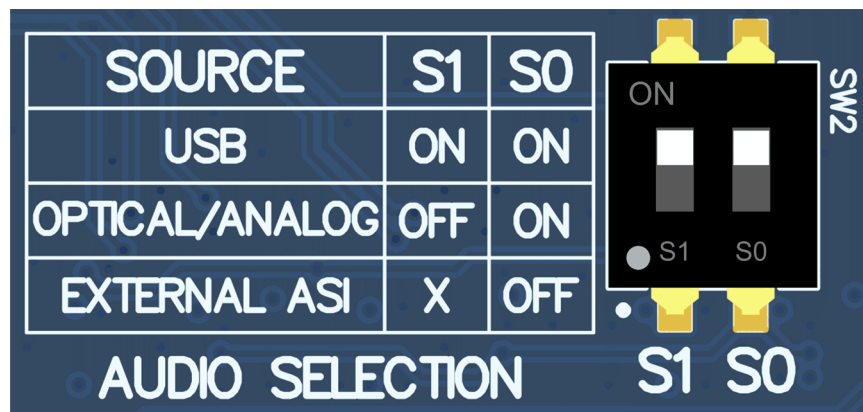 SOURCE S1 S0
USB ON ON
OPTICAL/ANALOG OFF ON
EXTERNAL ASI X OFF
AUDIO SELECTION
ON
S1 S0
S1 S0
SW2